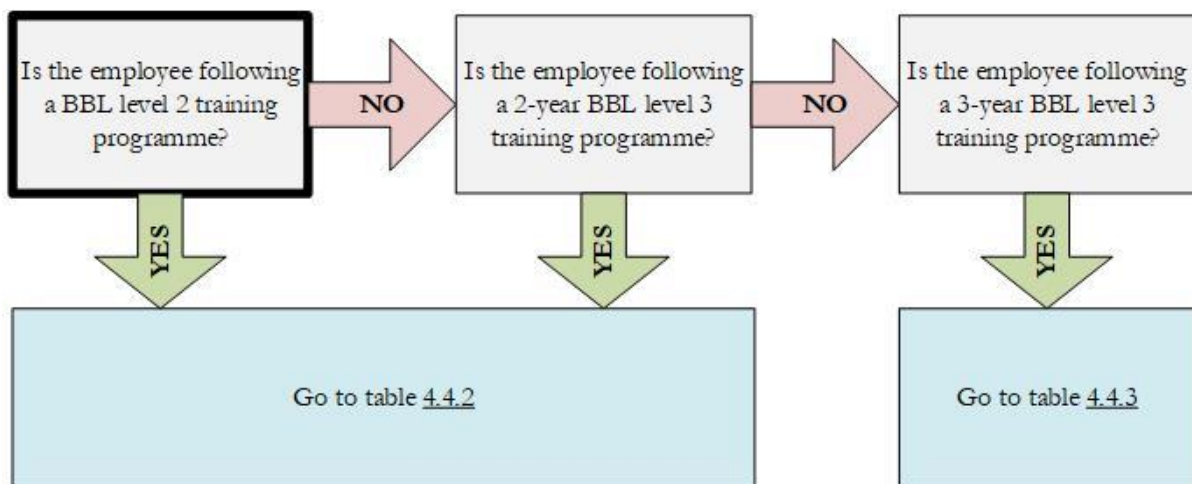 Is the employee following
a BBL level 2 training
programme?
NO
Is the employee following
a 2-year BBL level 3
training programme?
NO
Is the employee following
a 3-year BBL level 3
training programme?
YES
YES
YES
Go to table 4.4.2
Go to table 4.4.3